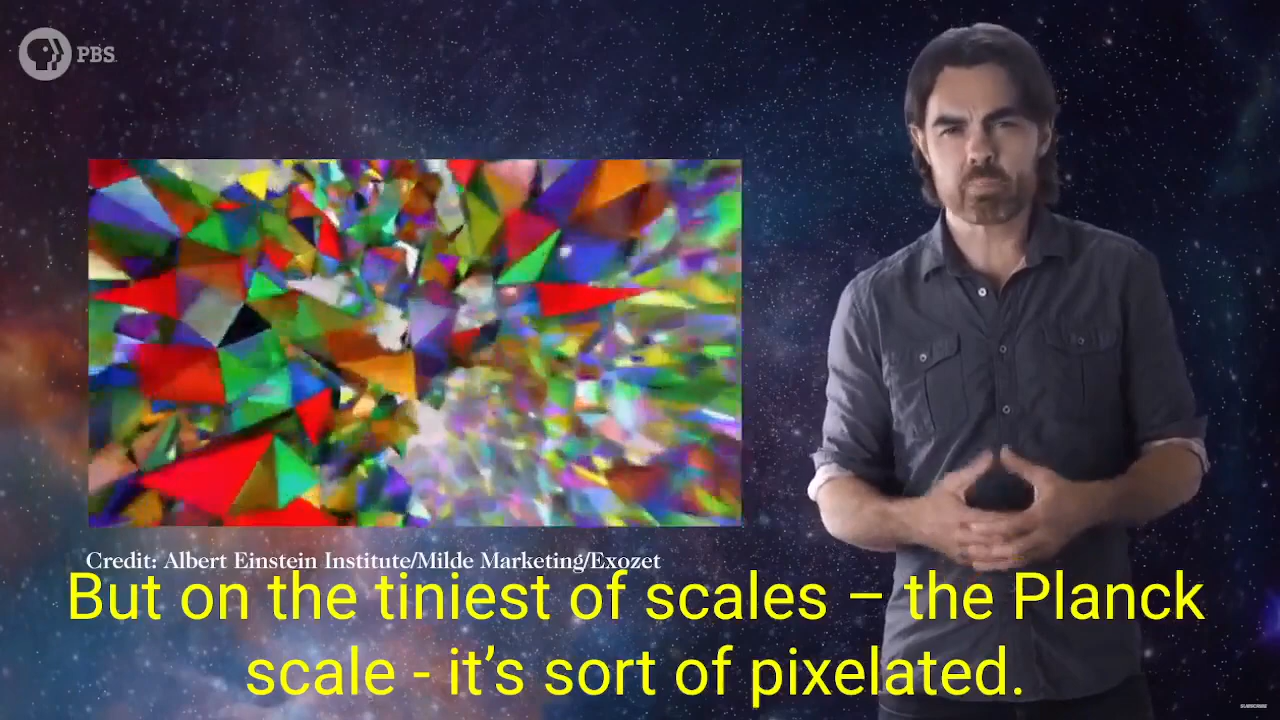 PBS
Credit: Albert Einstein Institute/Milde Marketing/Exozet
But on the tiniest of scales – the Planck
scale - it’s sort of pixelated.
SUBSCRIBE